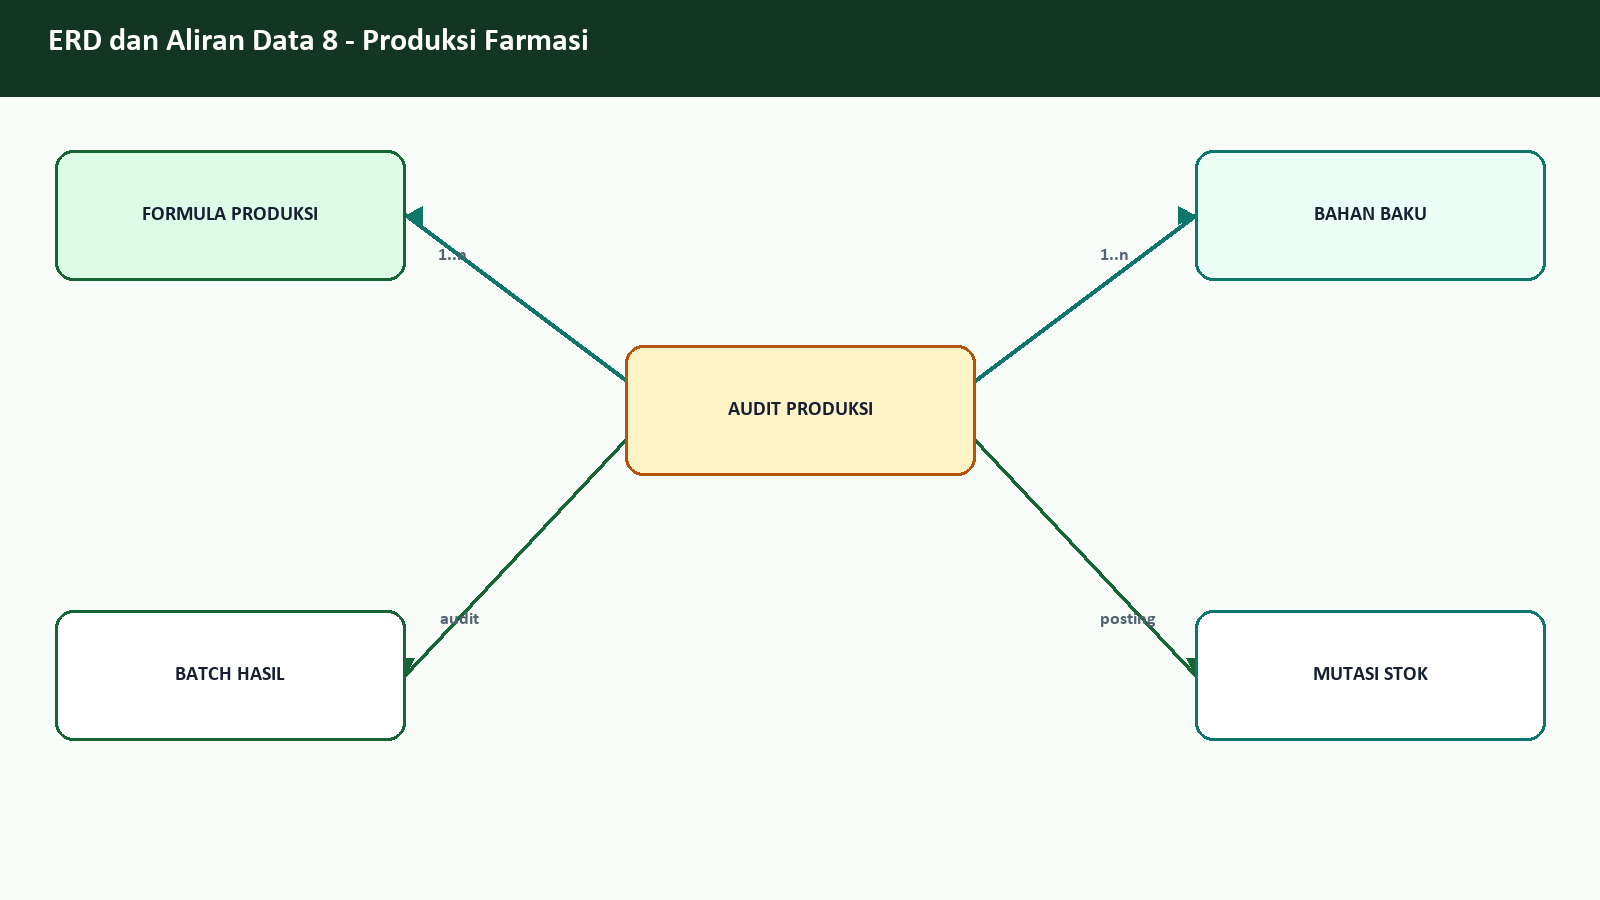 ERD dan Aliran Data 8 - Produksi Farmasi
FORMULA PRODUKSI
BAHAN BAKU
1..n
1..n
AUDIT PRODUKSI
audit
posting
BATCH HASIL
MUTASI STOK